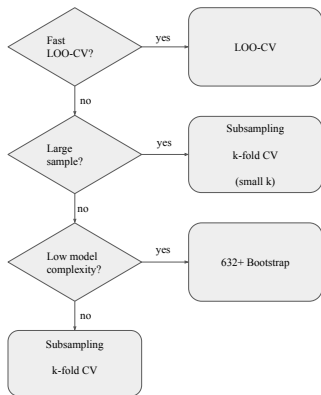 Fast
LOO-CV?
yes
LOO-CV
no
Large
sample?
yes
Subsampling
k-fold CV
(small k)
no
Low model
complexity?
yes
632+ Bootstrap
no
Subsampling
k-fold CV